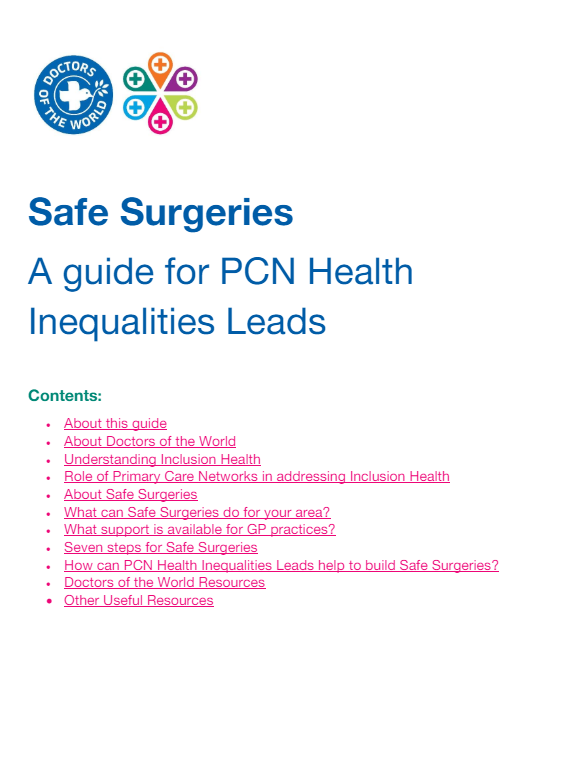 DOCTORS
OF THE WORLD
Safe Surgeries
A guide for PCN Health
Inequalities Leads
Contents:
• About this guide
• About Doctors of the World
• Understanding Inclusion Health
• Role of Primary Care Networks in addressing Inclusion Health
• About Safe Surgeries
• What can Safe Surgeries do for your area?
• What support is available for GP practices?
• Seven steps for Safe Surgeries
• How can PCN Health Inequalities Leads help to build Safe Surgeries?
• Doctors of the World Resources
• Other Useful Resources